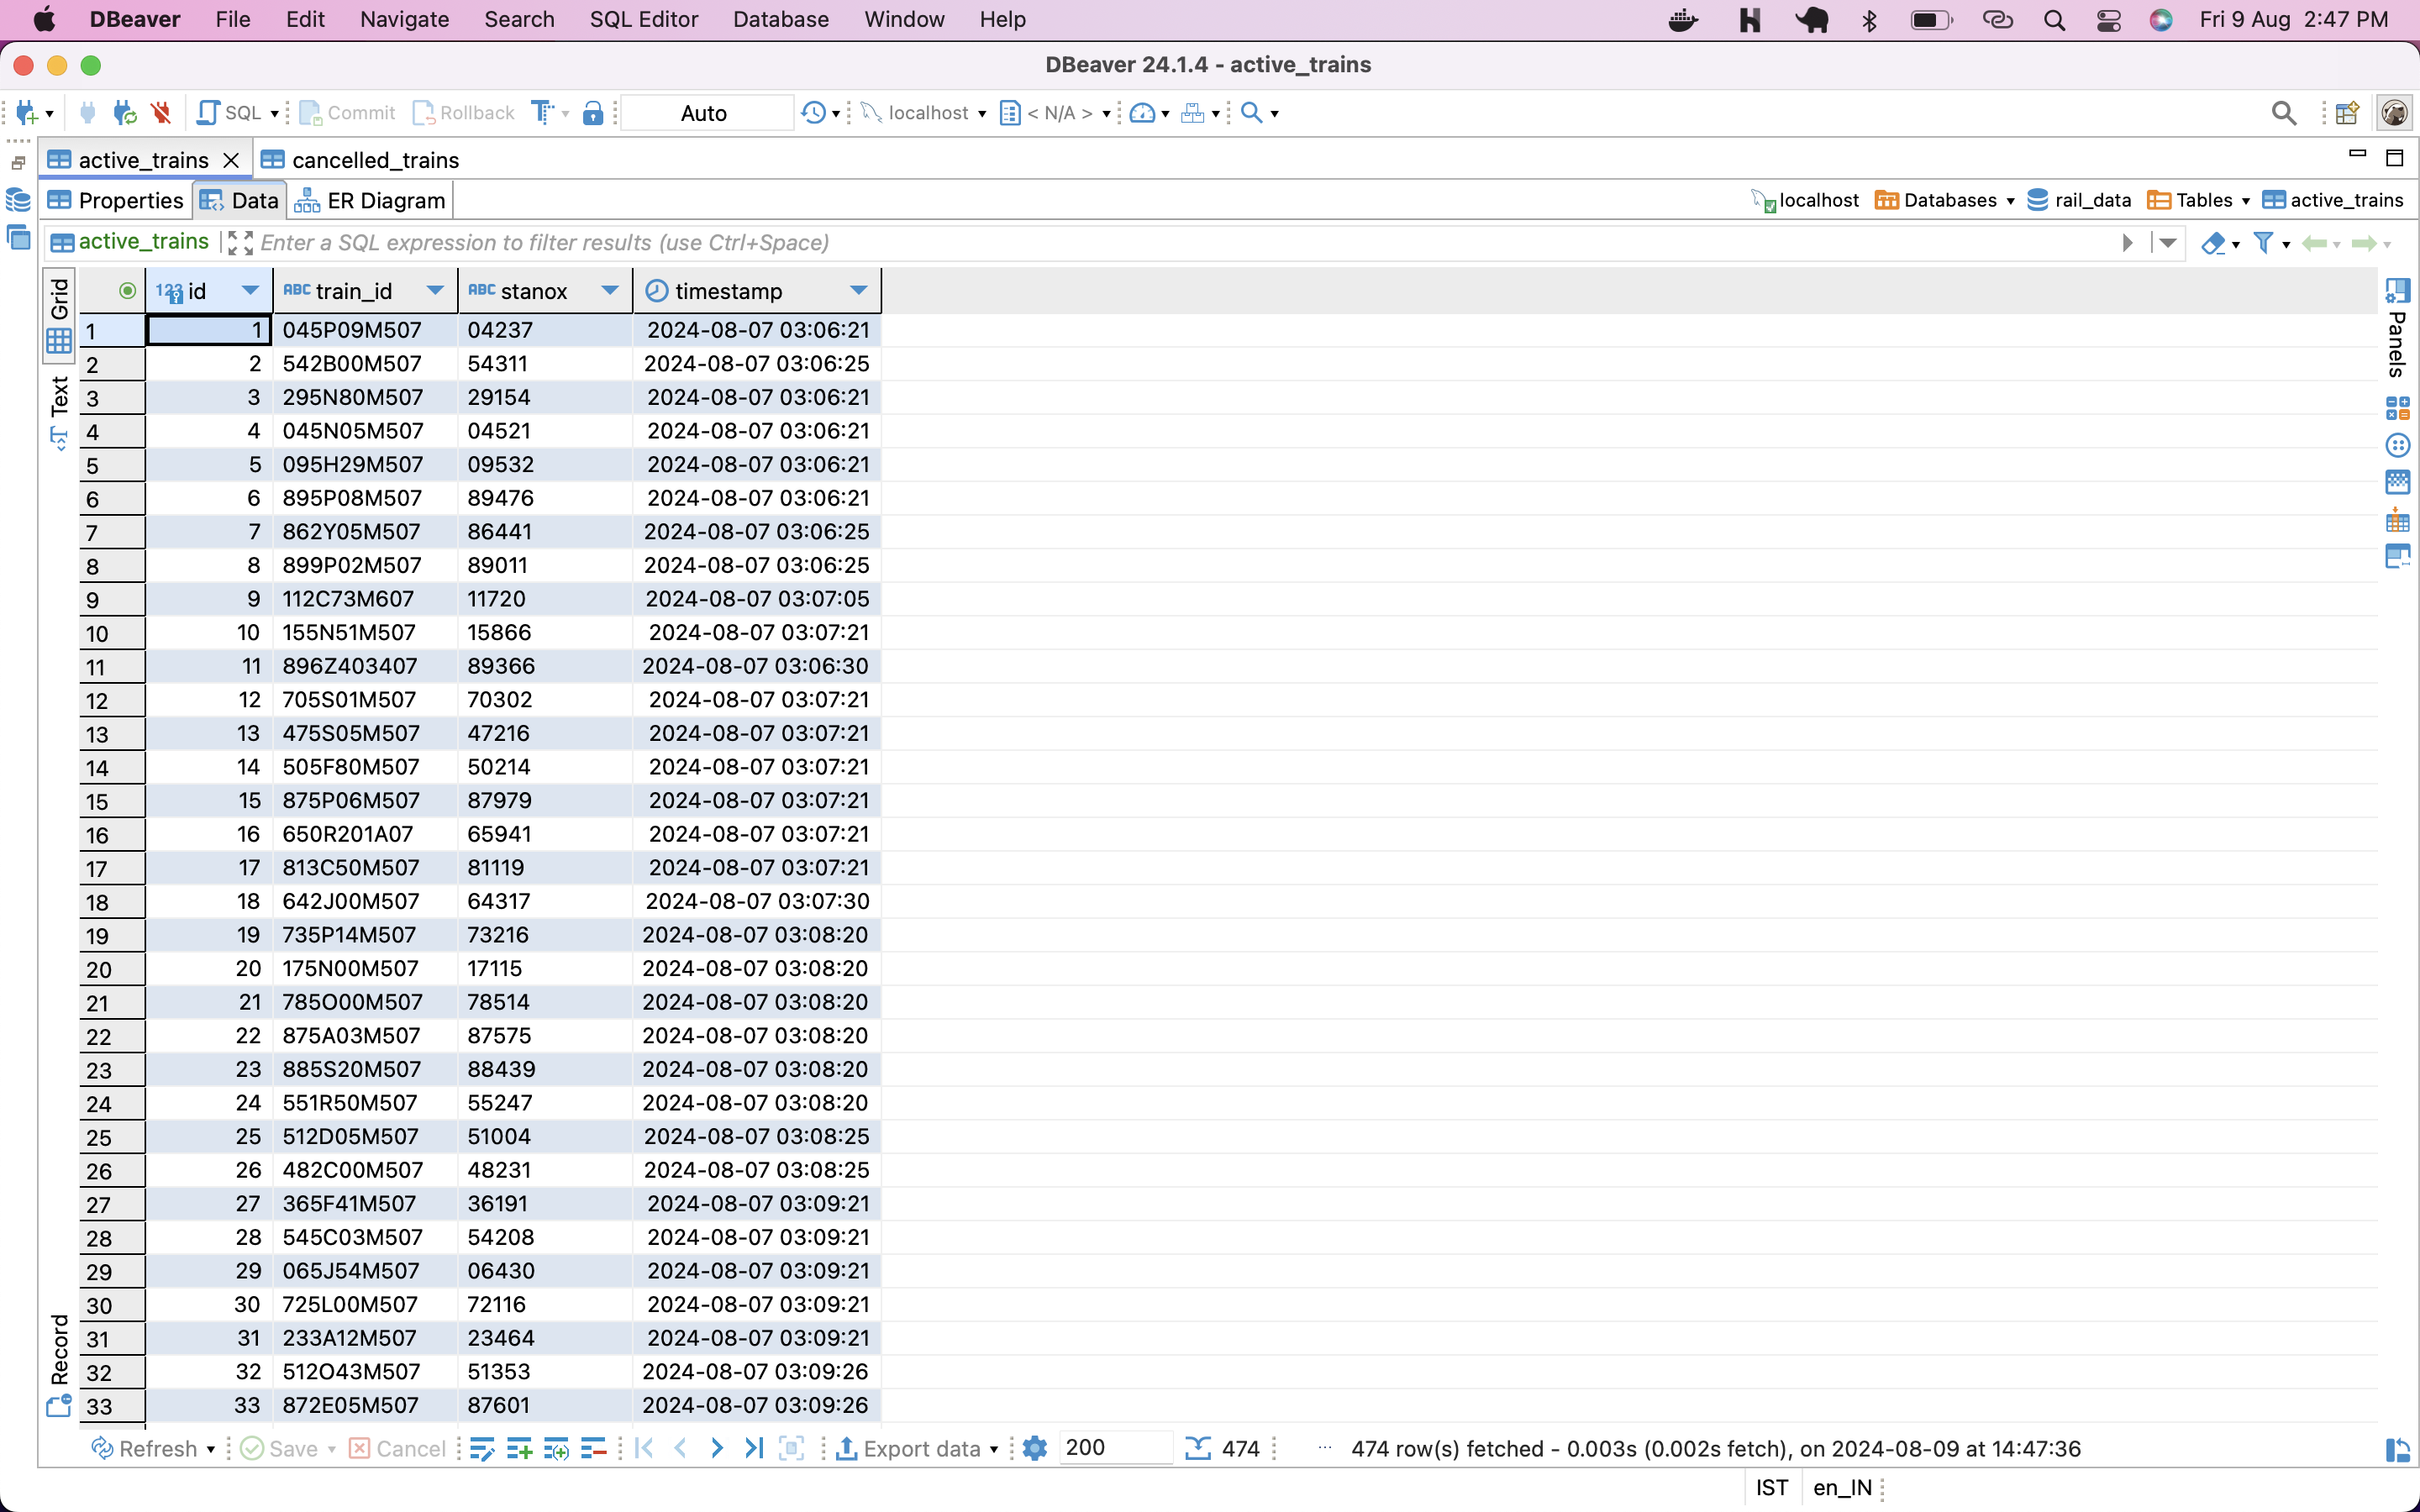 DBeaver File Edit Navigate Search SQL Editor Database Window Help Fri 9 Aug 2:47 PM
DBeaver 24.1.4 - active_trains
SQL Commit Rollback Auto localhost < N/A >
active_trains cancelled_trains
Properties Data ER Diagram localhost Databases rail_data Tables active_trains
active_trains Enter a SQL expression to filter results (use Ctrl+Space)
Grid
Text
Record
Panels
123 id ABC train_id ABC stanox timestamp
1 1 045P09M507 04237 2024-08-07 03:06:21
2 2 542B00M507 54311 2024-08-07 03:06:25
3 3 295N80M507 29154 2024-08-07 03:06:21
4 4 045N05M507 04521 2024-08-07 03:06:21
5 5 095H29M507 09532 2024-08-07 03:06:21
6 6 895P08M507 89476 2024-08-07 03:06:21
7 7 862Y05M507 86441 2024-08-07 03:06:25
8 8 899P02M507 89011 2024-08-07 03:06:25
9 9 112C73M607 11720 2024-08-07 03:07:05
10 10 155N51M507 15866 2024-08-07 03:07:21
11 11 896Z403407 89366 2024-08-07 03:06:30
12 12 705S01M507 70302 2024-08-07 03:07:21
13 13 475S05M507 47216 2024-08-07 03:07:21
14 14 505F80M507 50214 2024-08-07 03:07:21
15 15 875P06M507 87979 2024-08-07 03:07:21
16 16 650R201A07 65941 2024-08-07 03:07:21
17 17 813C50M507 81119 2024-08-07 03:07:21
18 18 642J00M507 64317 2024-08-07 03:07:30
19 19 735P14M507 73216 2024-08-07 03:08:20
20 20 175N00M507 17115 2024-08-07 03:08:20
21 21 785O00M507 78514 2024-08-07 03:08:20
22 22 875A03M507 87575 2024-08-07 03:08:20
23 23 885S20M507 88439 2024-08-07 03:08:20
24 24 551R50M507 55247 2024-08-07 03:08:20
25 25 512D05M507 51004 2024-08-07 03:08:25
26 26 482C00M507 48231 2024-08-07 03:08:25
27 27 365F41M507 36191 2024-08-07 03:09:21
28 28 545C03M507 54208 2024-08-07 03:09:21
29 29 065J54M507 06430 2024-08-07 03:09:21
30 30 725L00M507 72116 2024-08-07 03:09:21
31 31 233A12M507 23464 2024-08-07 03:09:21
32 32 512O43M507 51353 2024-08-07 03:09:26
33 33 872E05M507 87601 2024-08-07 03:09:26
Refresh Save Cancel Export data 200 474 ... 474 row(s) fetched - 0.003s (0.002s fetch), on 2024-08-09 at 14:47:36
IST en_IN